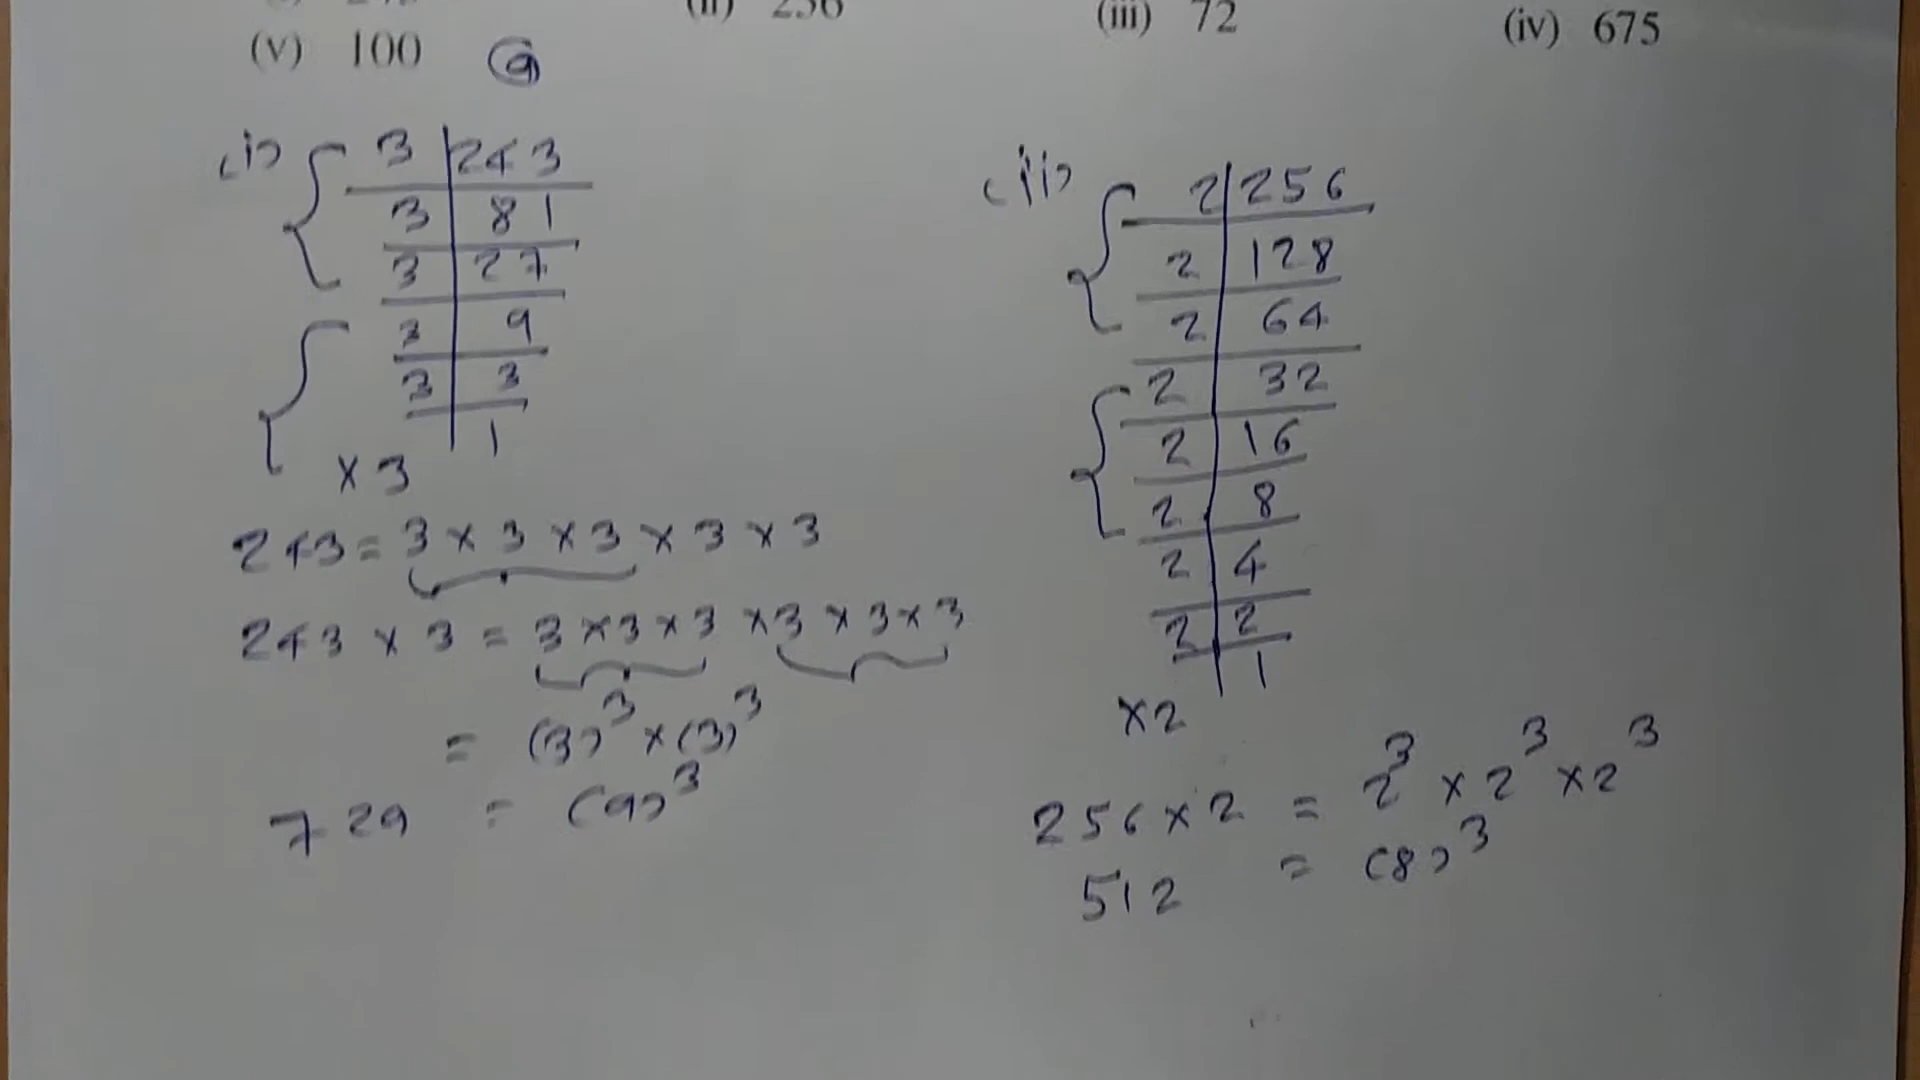 (ii) 256
(iii) 72
(iv) 675
(v) 100
(i)
3 | 243
3 | 81
3 | 27
3 | 9
3 | 3
1
× 3
243 = 3 × 3 × 3 × 3 × 3
243 × 3 = 3 × 3 × 3 × 3 × 3 × 3
= (3)³ × (3)³
729 = (9)³
(ii)
2 | 256
2 | 128
2 | 64
2 | 32
2 | 16
2 | 8
2 | 4
2 | 2
1
×2
256 × 2 = 2³ × 2³ × 2³
512 = (8)³